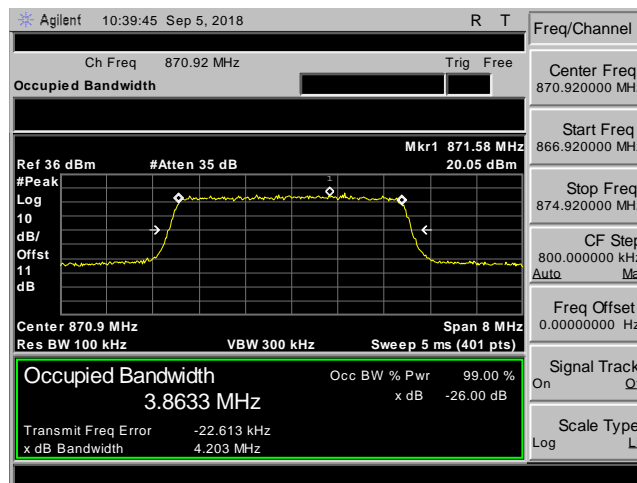 Agilent 10:39:45 Sep 5, 2018 R T
Freq/Channel
Ch Freq 870.92 MHz Trig Free
Occupied Bandwidth
Center Freq
870.920000 MH
Start Freq
866.920000 MH
Stop Freq
874.920000 MH
CF Step
800.000000 kHz
Auto Ma
Freq Offset
0.00000000 Hz
Signal Track
On O
Scale Type
Log L
Mkr1 871.58 MHz
Ref 36 dBm #Atten 35 dB 20.05 dBm
#Peak
Log
10
dB/
Offst
11
dB
1
Center 870.9 MHz Span 8 MHz
Res BW 100 kHz VBW 300 kHz Sweep 5 ms (401 pts)
Occupied Bandwidth Occ BW % Pwr 99.00 %
3.8633 MHz x dB -26.00 dB
Transmit Freq Error -22.613 kHz
x dB Bandwidth 4.203 MHz